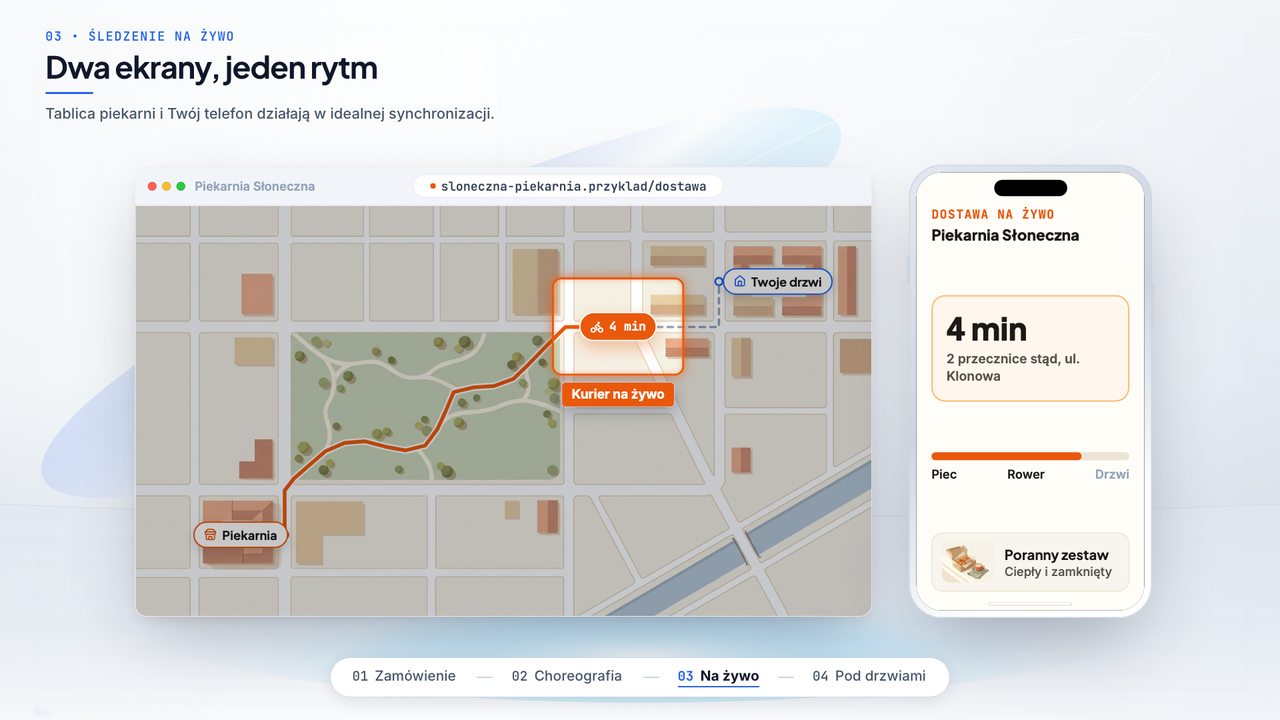 03 • ŚLEDZENIE NA ŻYWO
Dwa ekrany, jeden rytm
Tablica piekarni i Twój telefon działają w idealnej synchronizacji.
Piekarnia Słoneczna
sloneczna-piekarnia.przyklad/dostawa
Twoje drzwi
4 min
Kurier na żywo
Piekarnia
DOSTAWA NA ŻYWO
Piekarnia Słoneczna
4 min
2 przecznice stąd, ul.
Klonowa
Piec Rower Drzwi
Poranny zestaw
Ciepły i zamknięty
01 Zamówienie — 02 Choreografia — 03 Na żywo — 04 Pod drzwiami